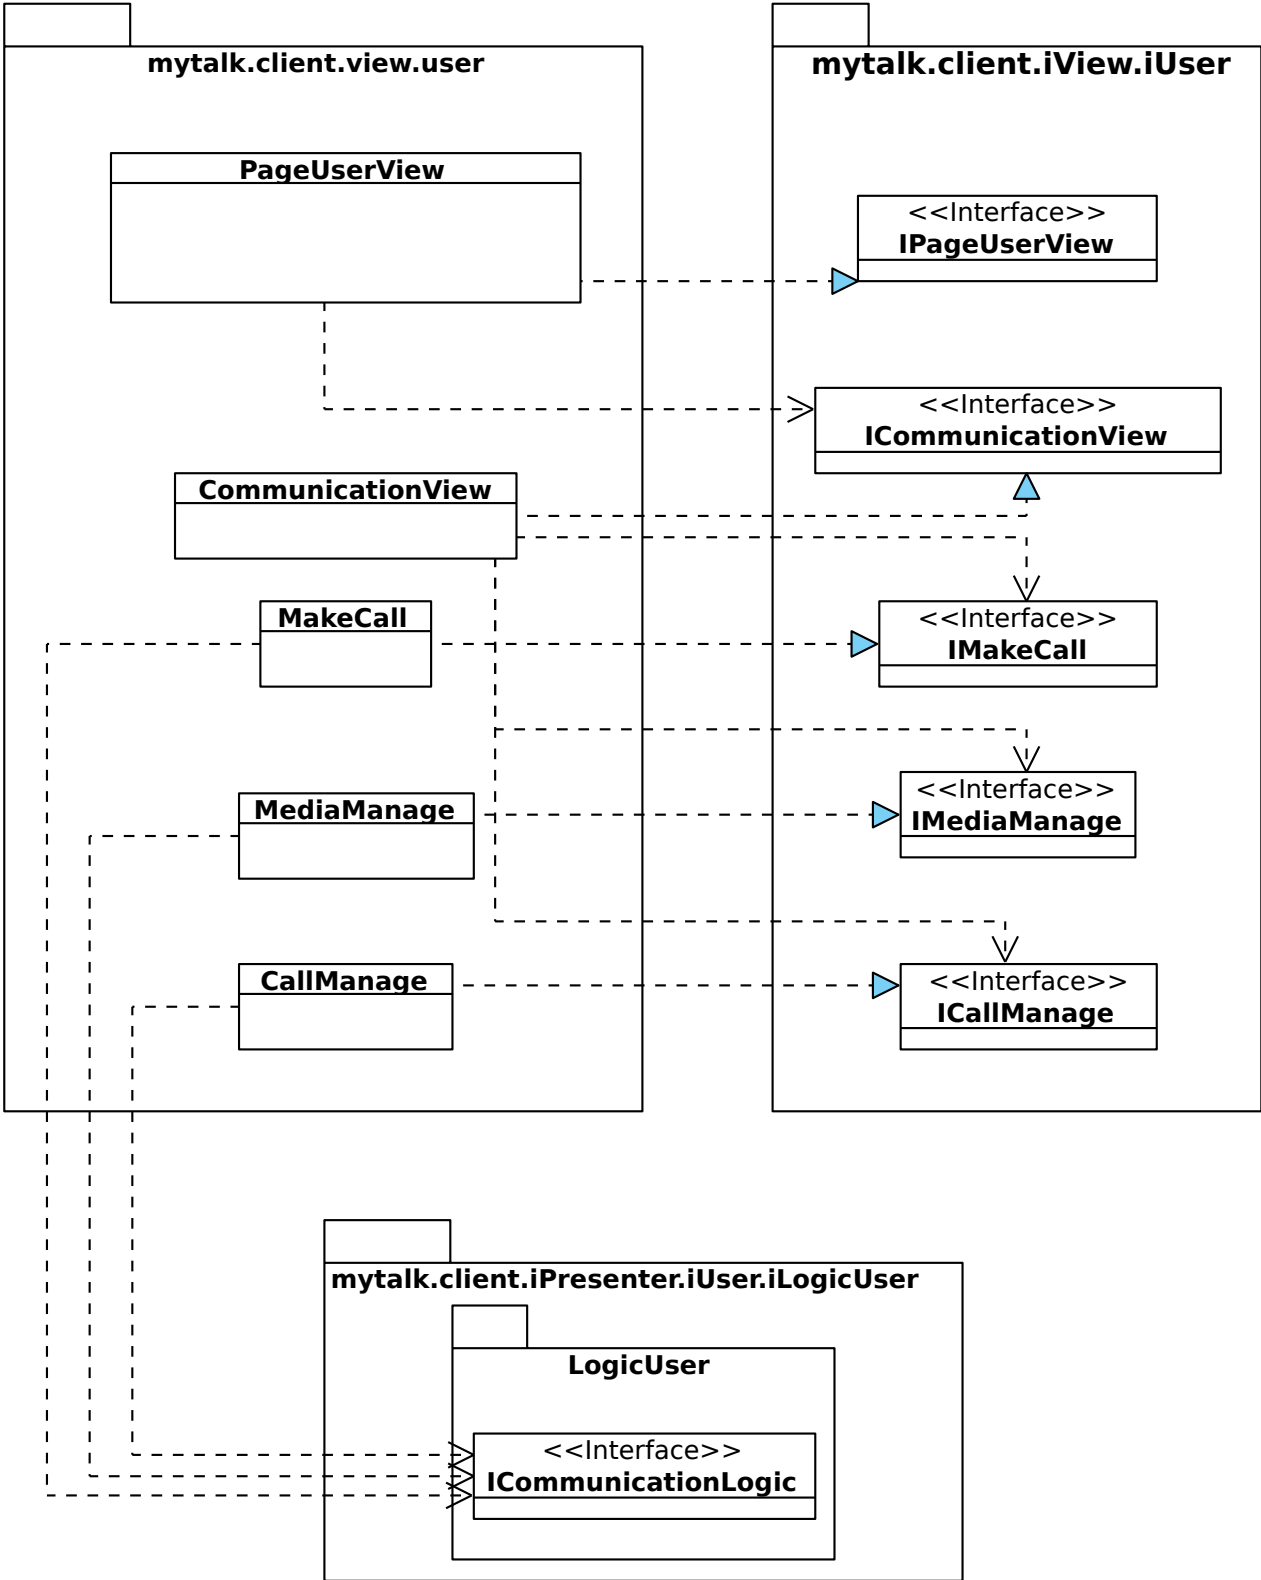 mytalk.client.view.user
mytalk.client.iView.iUser
PageUserView
<<Interface>>
IPageUserView
<<Interface>>
ICommunicationView
CommunicationView
MakeCall
<<Interface>>
IMakeCall
MediaManage
<<Interface>>
IMediaManage
CallManage
<<Interface>>
ICallManage
mytalk.client.iPresenter.iUser.iLogicUser
LogicUser
<<Interface>>
ICommunicationLogic